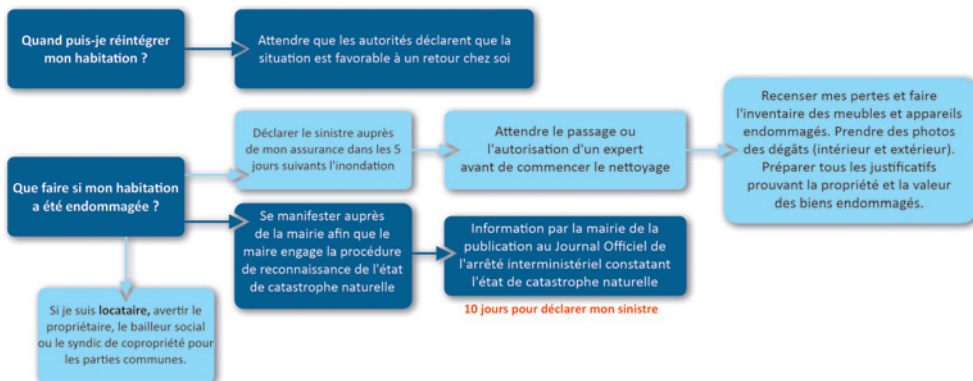 Quand puis-je réintégrer
mon habitation ?
Attendre que les autorités déclarent que la
situation est favorable à un retour chez soi
Que faire si mon habitation
a été endommagée ?
Déclarer le sinistre auprès
de mon assurance dans les 5
jours suivants l'inondation
Attendre le passage ou
l'autorisation d'un expert
avant de commencer le nettoyage
Recenser mes pertes et faire
l'inventaire des meubles et appareils
endommagés. Prendre des photos
des dégâts (intérieur et extérieur).
Préparer tous les justificatifs
prouvant la propriété et la valeur
des biens endommagés.
Se manifester auprès
de la mairie afin que le
maire engage la procédure
de reconnaissance de l'état
de catastrophe naturelle
Information par la mairie de la
publication au Journal Officiel de
l'arrêté interministériel constatant
l'état de catastrophe naturelle
10 jours pour déclarer mon sinistre
Si je suis locataire, avertir le
propriétaire, le bailleur social
ou le syndic de copropriété pour
les parties communes.